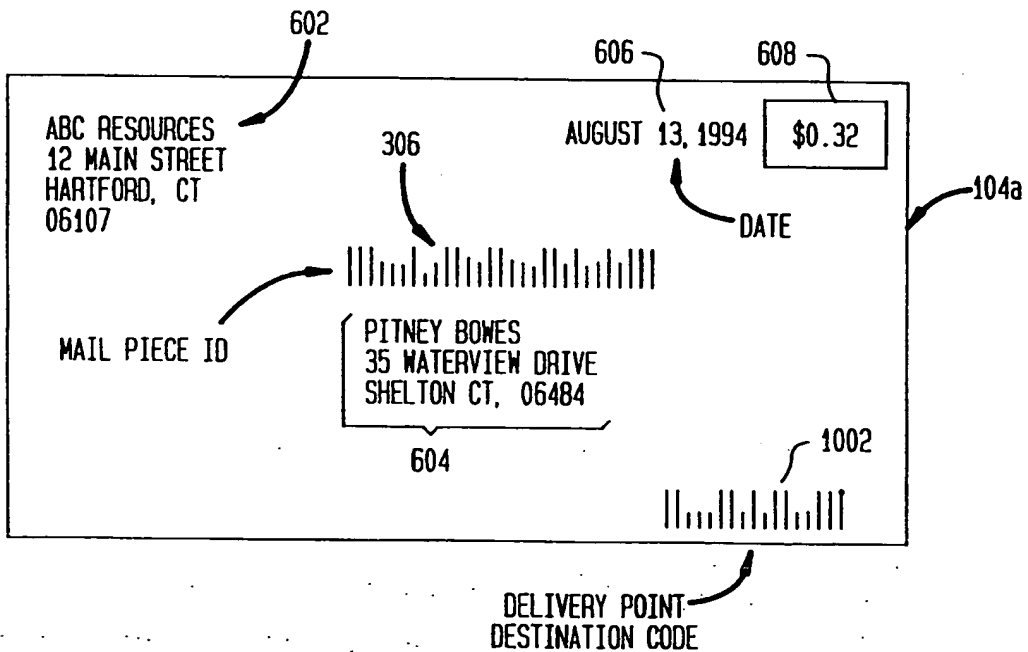 602
606
608
ABC RESOURCES
12 MAIN STREET
HARTFORD, CT
06107
AUGUST 13, 1994
$0.32
306
104a
DATE
MAIL PIECE ID
PITNEY BOWES
35 WATERVIEW DRIVE
SHELTON CT, 06484
604
1002
DELIVERY POINT
DESTINATION CODE